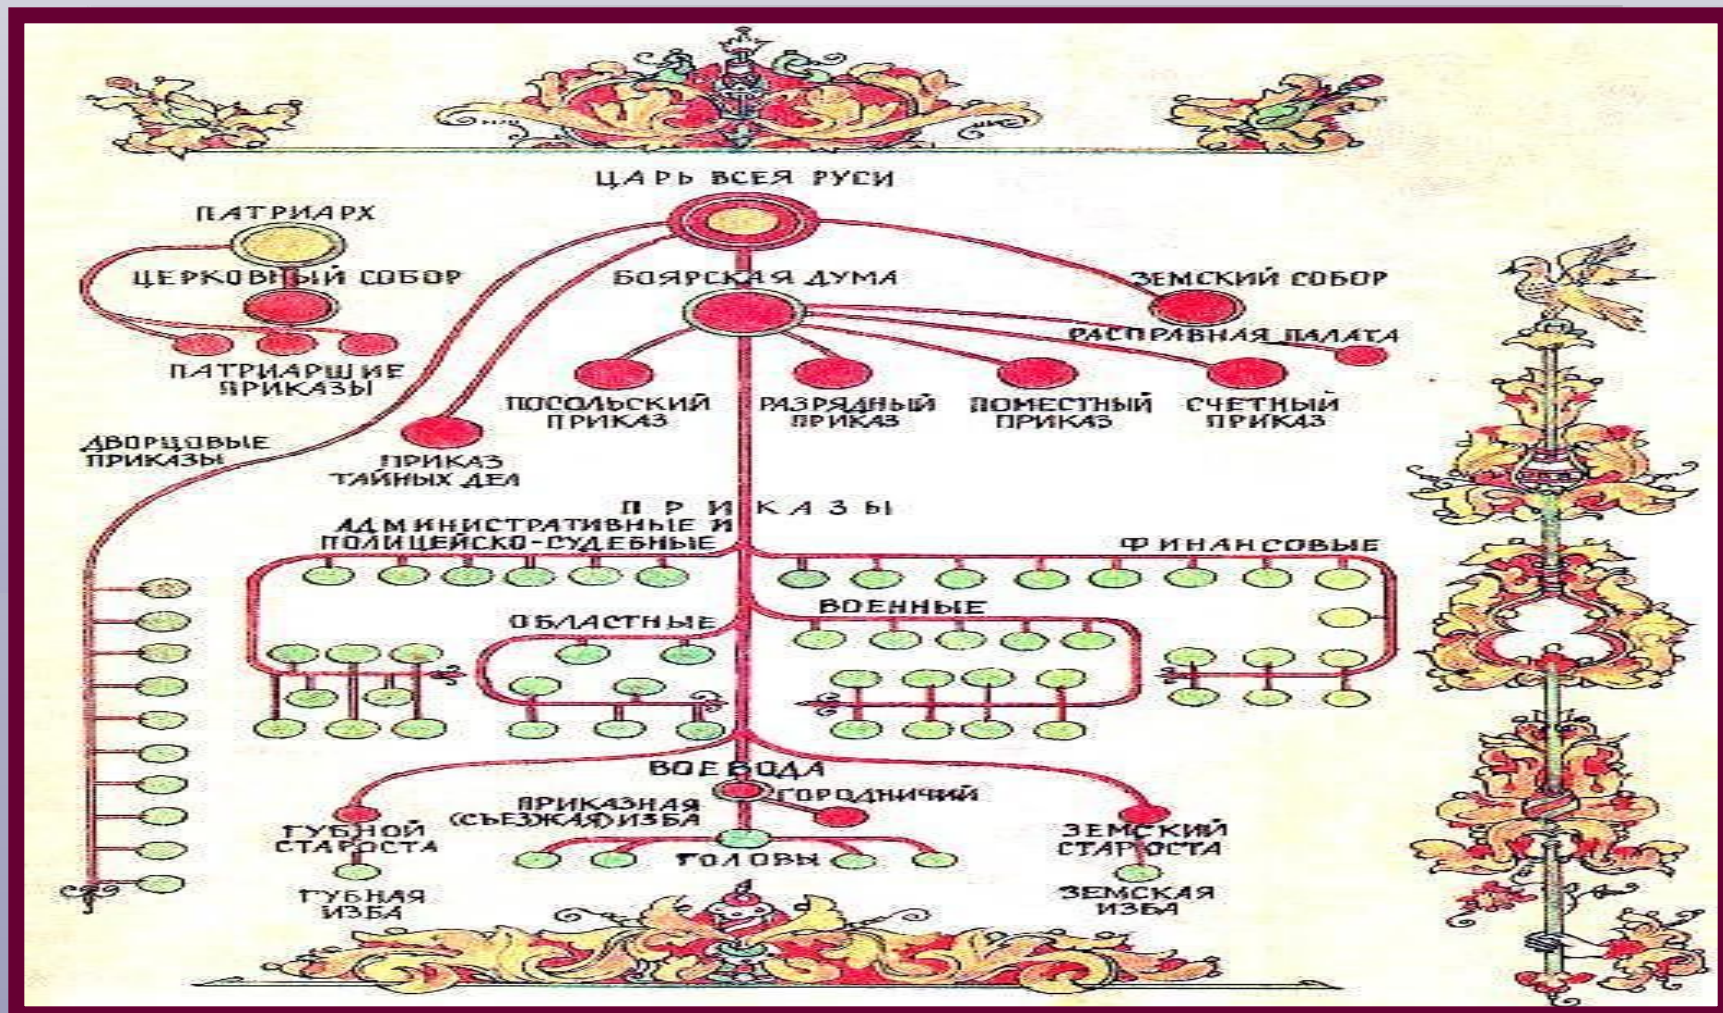 ЦАРЬ ВСЕЯ РУСИ
ПАТРИАРХ
ЦЕРКОВНЫЙ СОБОР
БОЯРСКАЯ ДУМА
ЗЕМСКИЙ СОБОР
РАСПРАВНАЯ ПАЛАТА
ПАТРИАРШИЕ
ПРИКАЗЫ
ПОСОЛЬСКИЙ
ПРИКАЗ
РАЗРЯДНЫЙ
ПРИКАЗ
ПОМЕСТНЫЙ
ПРИКАЗ
СЧЕТНЫЙ
ПРИКАЗ
ДВОРЦОВЫЕ
ПРИКАЗЫ
ПРИКАЗ
ТАЙНЫХ ДЕЛ
ПРИКАЗЫ
АДМИНИСТРАТИВНЫЕ И
ПОЛИЦЕЙСКО-СУДЕБНЫЕ
ФИНАНСОВЫЕ
ОБЛАСТНЫЕ
ВОЕННЫЕ
ВОЕВОДА
ГОРОДНИЧИЙ
ПРИКАЗНАЯ
(СЪЕЗЖАЯ) ИЗБА
ГУБНОЙ
СТАРОСТА
ГОЛОВЫ
ЗЕМСКИЙ
СТАРОСТА
ГУБНАЯ
ИЗБА
ЗЕМСКАЯ
ИЗБА